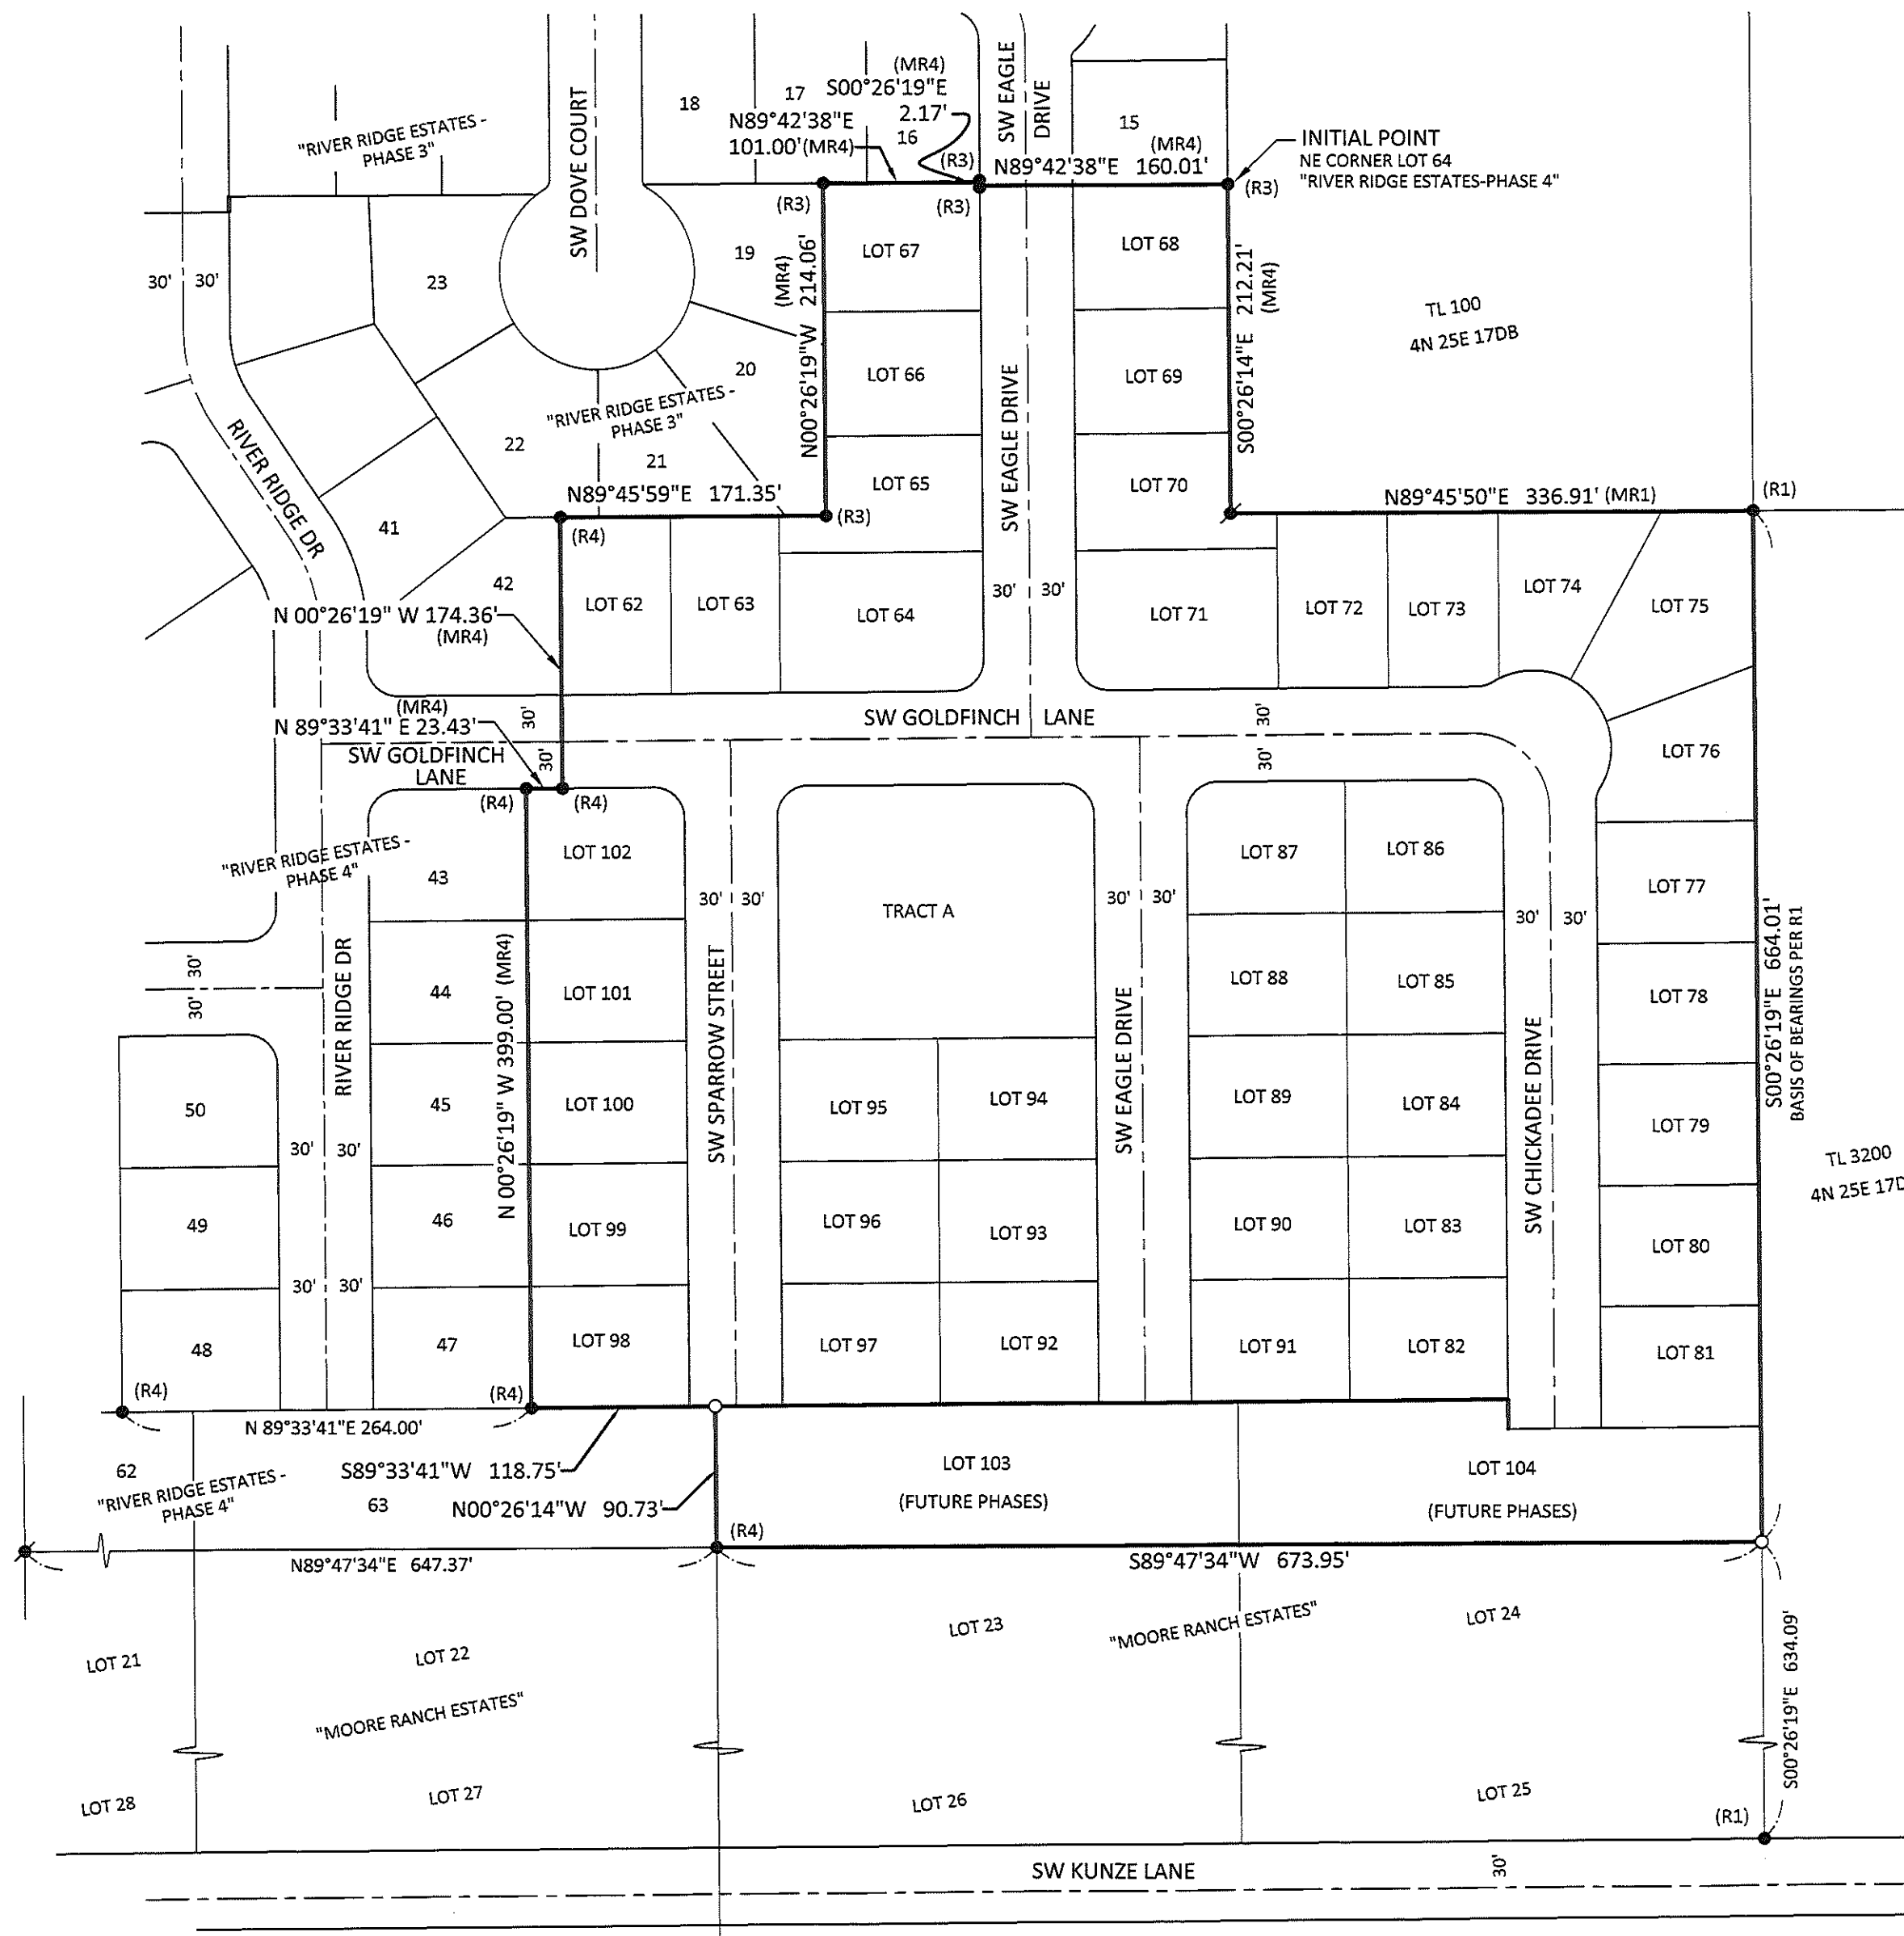 (MR4)
S00°26'19"E
2.17'
N89°42'38"E
101.00'(MR4)
18
17
16
(R3)
SW DOVE COURT
SW EAGLE
DRIVE
15
(MR4)
N89°42'38"E 160.01'
INITIAL POINT
NE CORNER LOT 64
"RIVER RIDGE ESTATES-PHASE 4"
(R3)
"RIVER RIDGE ESTATES -
PHASE 3"
(R3)
(R3)
30'
30'
23
19
(MR4)
N00°26'19"W 214.06'
LOT 67
LOT 68
S00°26'14"E 212.21'
(MR4)
TL 100
4N 25E 17DB
20
LOT 66
SW EAGLE DRIVE
LOT 69
"RIVER RIDGE ESTATES -
PHASE 3"
RIVER RIDGE DR
22
21
LOT 65
LOT 70
N89°45'59"E 171.35'
(R3)
N89°45'50"E 336.91' (MR1)
(R1)
41
(R4)
42
LOT 62
LOT 63
LOT 64
30'
30'
LOT 71
LOT 72
LOT 73
LOT 74
LOT 75
N 00°26'19" W 174.36'
(MR4)
(MR4)
N 89°33'41" E 23.43'
30'
30'
SW GOLDFINCH LANE
30'
30'
SW GOLDFINCH
LANE
LOT 76
(R4)
(R4)
"RIVER RIDGE ESTATES -
PHASE 4"
43
LOT 102
30'
30'
TRACT A
30'
30'
LOT 87
LOT 86
30'
30'
LOT 77
S00°26'19"E 664.01'
BASIS OF BEARINGS PER R1
30'
30'
RIVER RIDGE DR
44
N 00°26'19" W 399.00' (MR4)
LOT 101
SW SPARROW STREET
SW EAGLE DRIVE
LOT 88
LOT 85
SW CHICKADEE DRIVE
LOT 78
50
45
LOT 100
LOT 95
LOT 94
LOT 89
LOT 84
LOT 79
30'
30'
TL 3200
4N 25E 17D
49
46
LOT 99
LOT 96
LOT 93
LOT 90
LOT 83
LOT 80
30'
30'
48
47
LOT 98
LOT 97
LOT 92
LOT 91
LOT 82
LOT 81
(R4)
(R4)
N 89°33'41"E 264.00'
62
"RIVER RIDGE ESTATES -
PHASE 4"
63
S89°33'41"W 118.75'
N00°26'14"W 90.73'
LOT 103
(FUTURE PHASES)
LOT 104
(FUTURE PHASES)
(R4)
N89°47'34"E 647.37'
S89°47'34"W 673.95'
LOT 21
LOT 22
LOT 23
"MOORE RANCH ESTATES"
LOT 24
"MOORE RANCH ESTATES"
S00°26'19"E 634.09'
LOT 28
LOT 27
LOT 26
LOT 25
(R1)
SW KUNZE LANE
30'